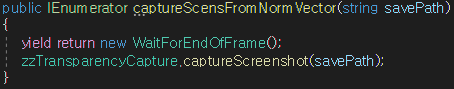 public IEnumerator captureScensFromNormVector(string savePath)
{
yield return new WaitForEndOfFrame();
zzTransparencyCapture.captureScreenshot(savePath);
}